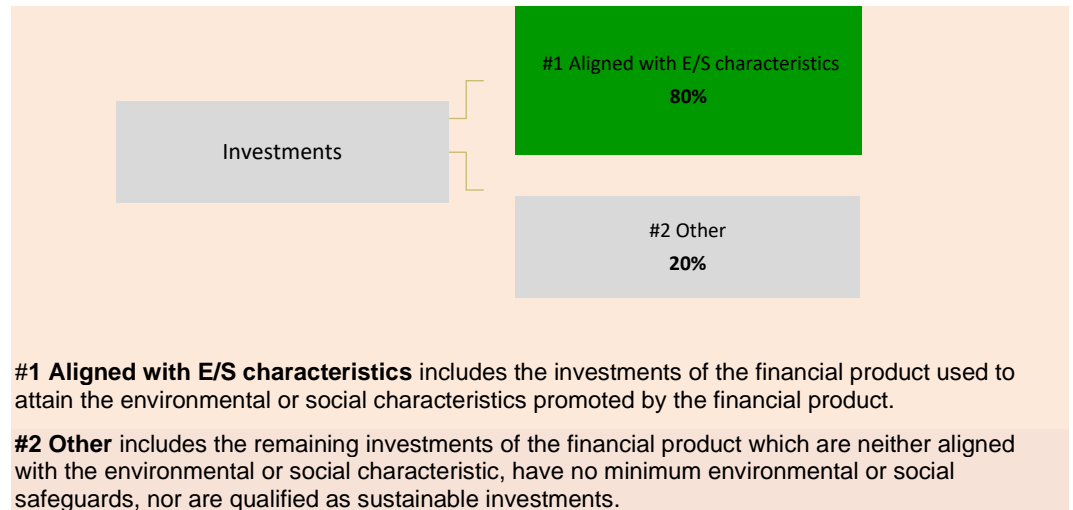 #1 Aligned with E/S characteristics
80%
Investments
#2 Other
20%
#1 Aligned with E/S characteristics includes the investments of the financial product used to
attain the environmental or social characteristics promoted by the financial product.
#2 Other includes the remaining investments of the financial product which are neither aligned
with the environmental or social characteristic, have no minimum environmental or social
safeguards, nor are qualified as sustainable investments.